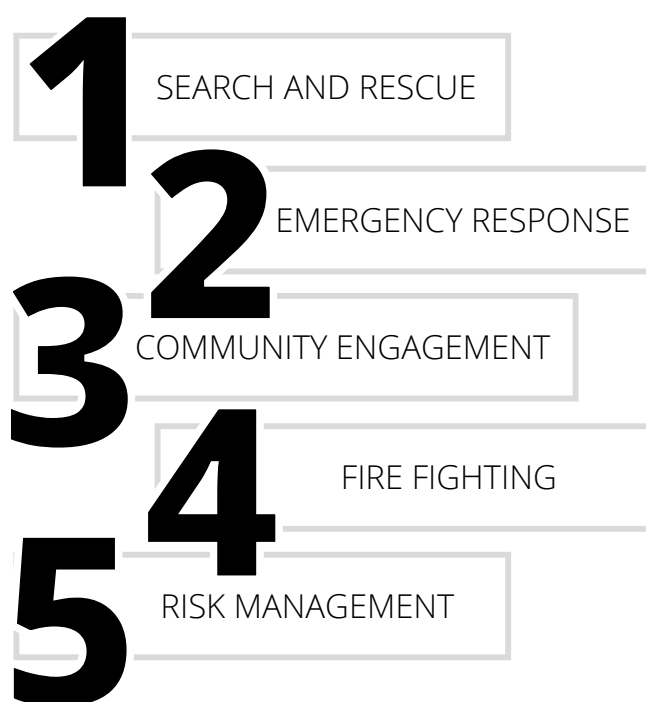 1 SEARCH AND RESCUE
2 EMERGENCY RESPONSE
3 COMMUNITY ENGAGEMENT
4 FIRE FIGHTING
5 RISK MANAGEMENT